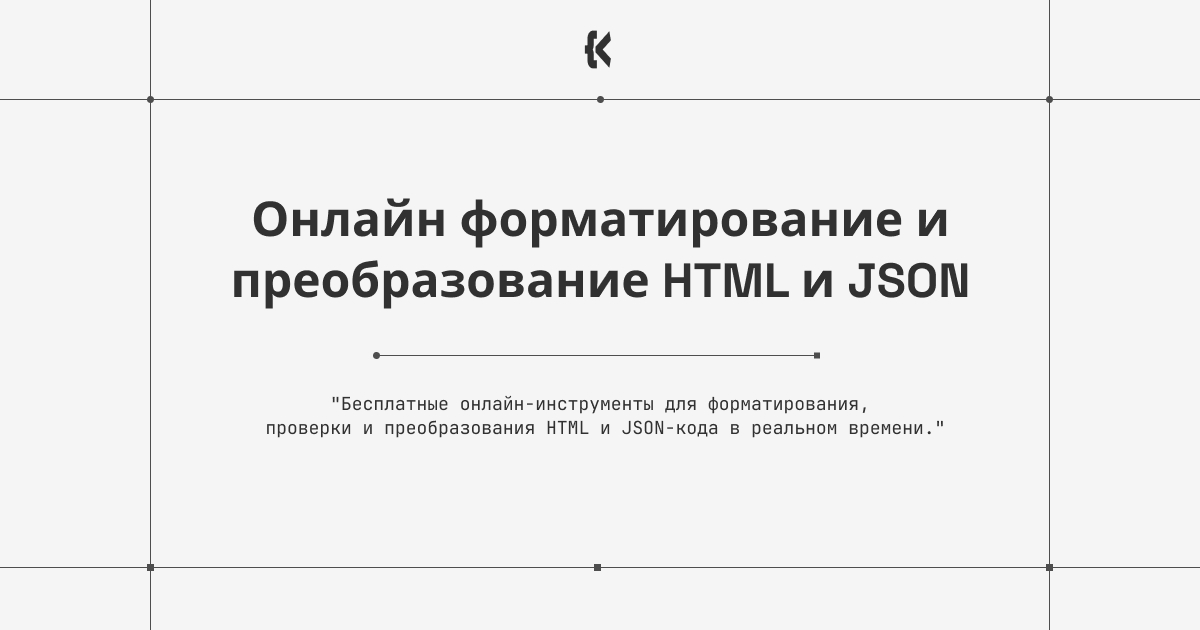 Онлайн форматирование и
преобразование HTML и JSON
"Бесплатные онлайн-инструменты для форматирования,
проверки и преобразования HTML и JSON-кода в реальном времени."